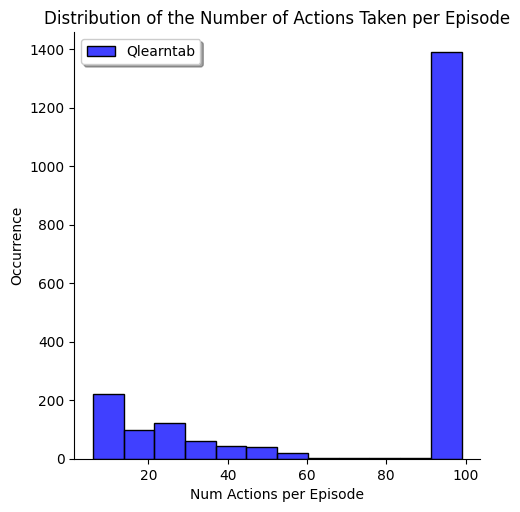 Distribution of the Number of Actions Taken per Episode
Qlearntab
1400
1200
1000
800
600
400
200
0
Occurrence
20 40 60 80 100
Num Actions per Episode